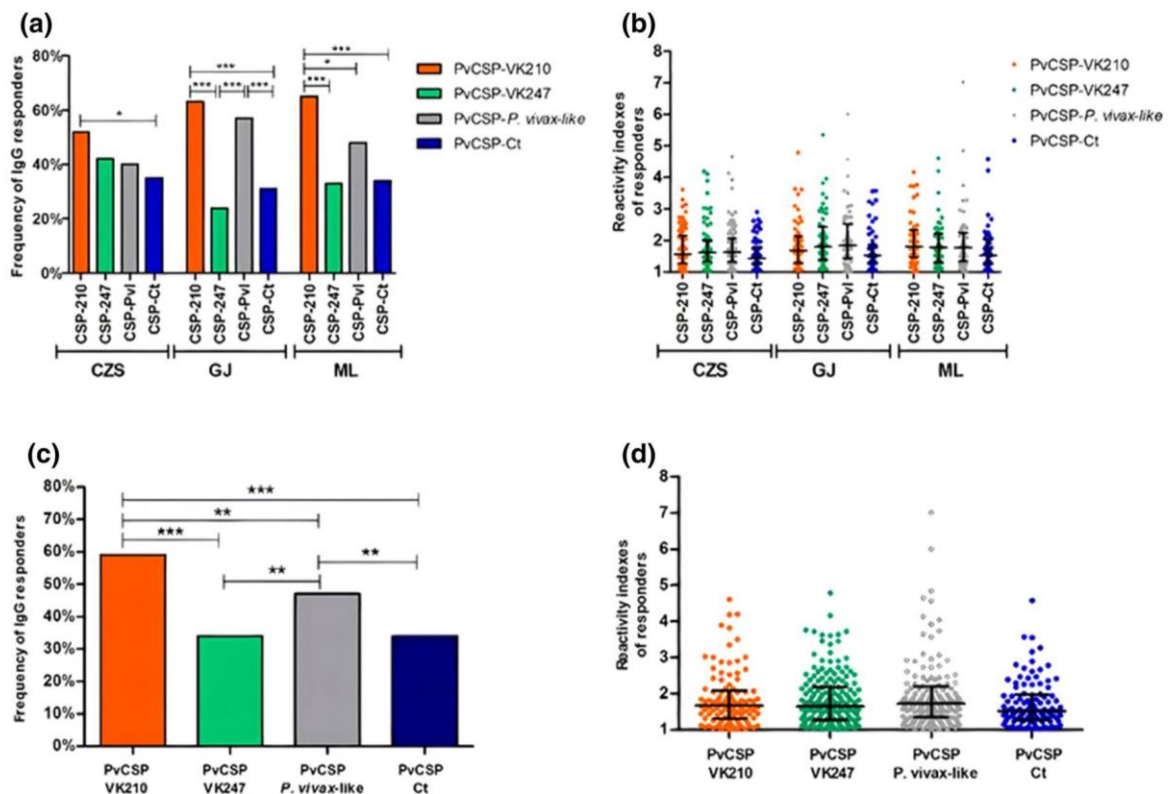 (a)
Frequency of IgG responders
80%
60%
40%
20%
0%
*
***
*** *** ***
***
*
***
PvCSP-VK210
PvCSP-VK247
PvCSP-P. vivax-like
PvCSP-Ct
CSP-210
CSP-247
CSP-Pvl
CSP-Ct
CSP-210
CSP-247
CSP-Pvl
CSP-Ct
CSP-210
CSP-247
CSP-Pvl
CSP-Ct
CZS GJ ML
(b)
Reactivity indexes
of responders
8
7
6
5
4
3
2
1
PvCSP-VK210
PvCSP-VK247
PvCSP-P. vivax-like
PvCSP-Ct
CSP-210
CSP-247
CSP-Pvl
CSP-Ct
CSP-210
CSP-247
CSP-Pvl
CSP-Ct
CSP-210
CSP-247
CSP-Pvl
CSP-Ct
CZS GJ ML
(c)
Frequency of IgG responders
80%
70%
60%
50%
40%
30%
20%
10%
0%
***
**
***
**
**
PvCSP PvCSP PvCSP PvCSP
VK210 VK247 P. vivax-like Ct
(d)
Reactivity indexes
of responders
8
7
6
5
4
3
2
1
PvCSP PvCSP PvCSP PvCSP
VK210 VK247 P. vivax-like Ct